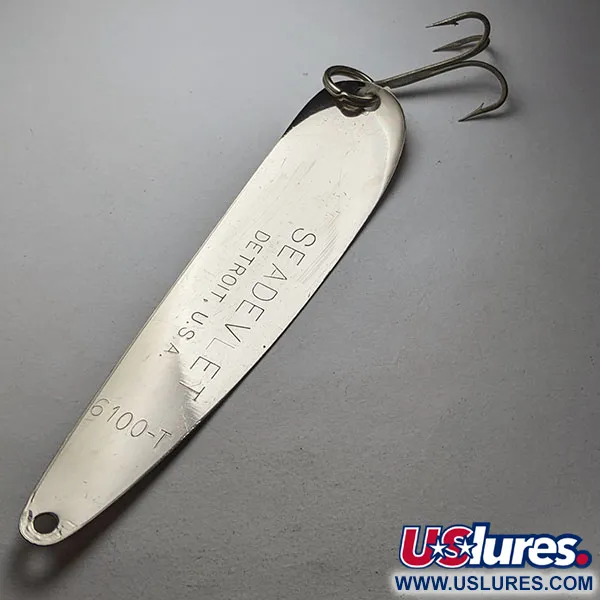 SEADEVLET
DETROIT, U.S.A.
6100-T
USlures.
WWW.USLURES.COM